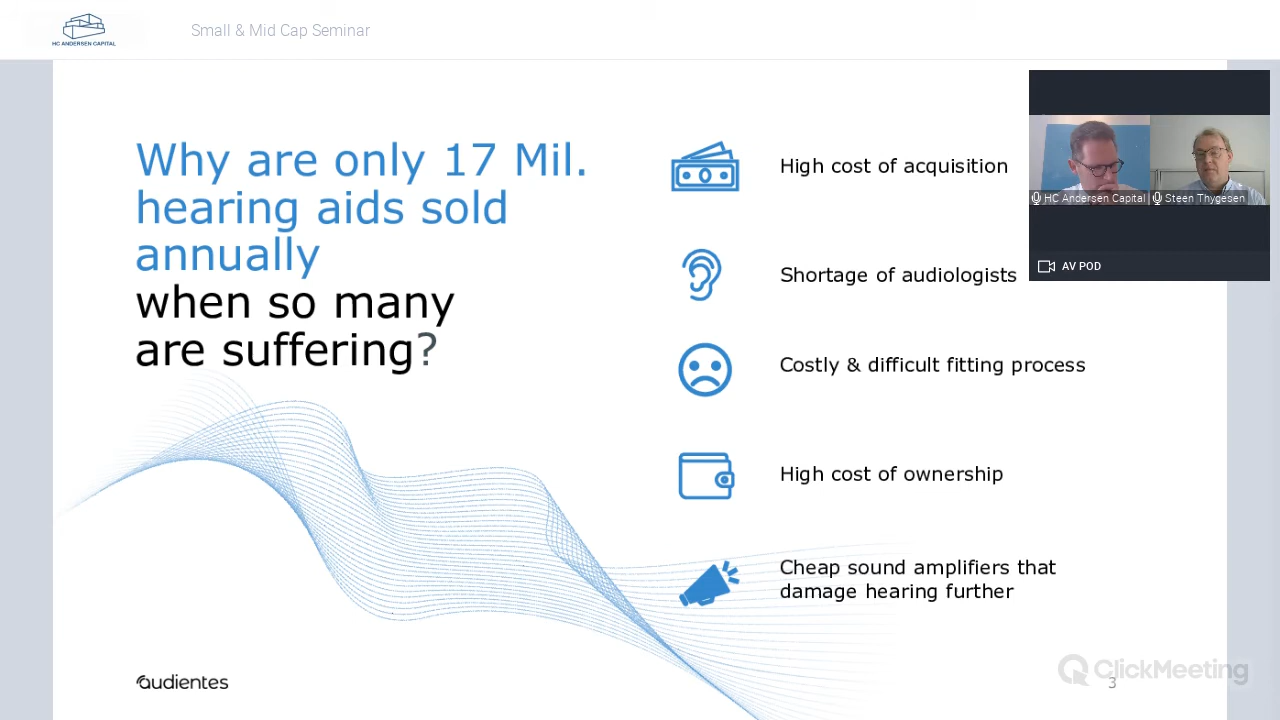 HC ANDERSEN CAPITAL
Small & Mid Cap Seminar
Why are only 17 Mil.
hearing aids sold
annually
when so many
are suffering?
High cost of acquisition
Shortage of audiologists
Costly & difficult fitting process
High cost of ownership
Cheap sound amplifiers that
damage hearing further
HC Andersen Capital
Steen Thygesen
AV POD
audientes
ClickMeeting
3